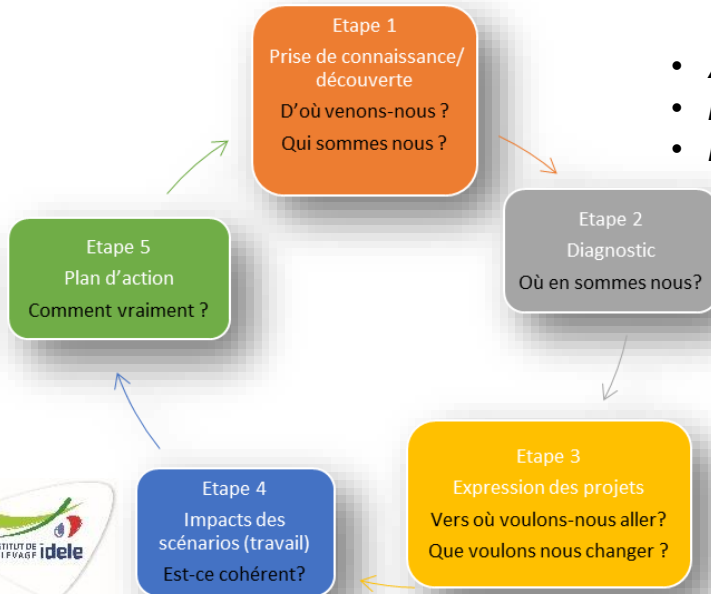 Etape 1
Prise de connaissance/
découverte
D'où venons-nous ?
Qui sommes nous ?
Etape 2
Diagnostic
Où en sommes nous?
Etape 3
Expression des projets
Vers où voulons-nous aller?
Que voulons nous changer ?
Etape 4
Impacts des
scénarios (travail)
Est-ce cohérent?
Etape 5
Plan d'action
Comment vraiment ?
idele